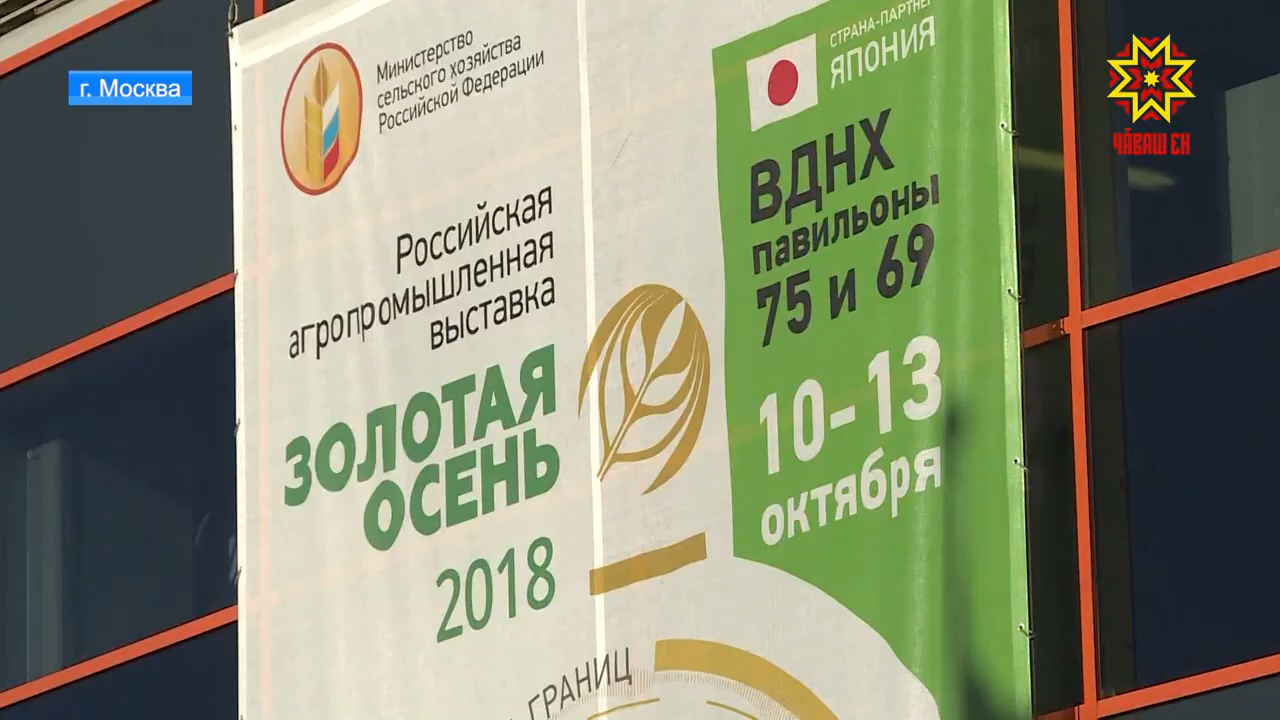 г. Москва
Министерство
сельского хозяйства
Российской Федерации
Российская
агропромышленная
выставка
ЗОЛОТАЯ
ОСЕНЬ
2018
ГРАНИЦ
СТРАНА-ПАРТНЕР
ЯПОНИЯ
ВДНХ
павильоны
75 и 69
10-13
октября
ЧӐВАШ ЕН